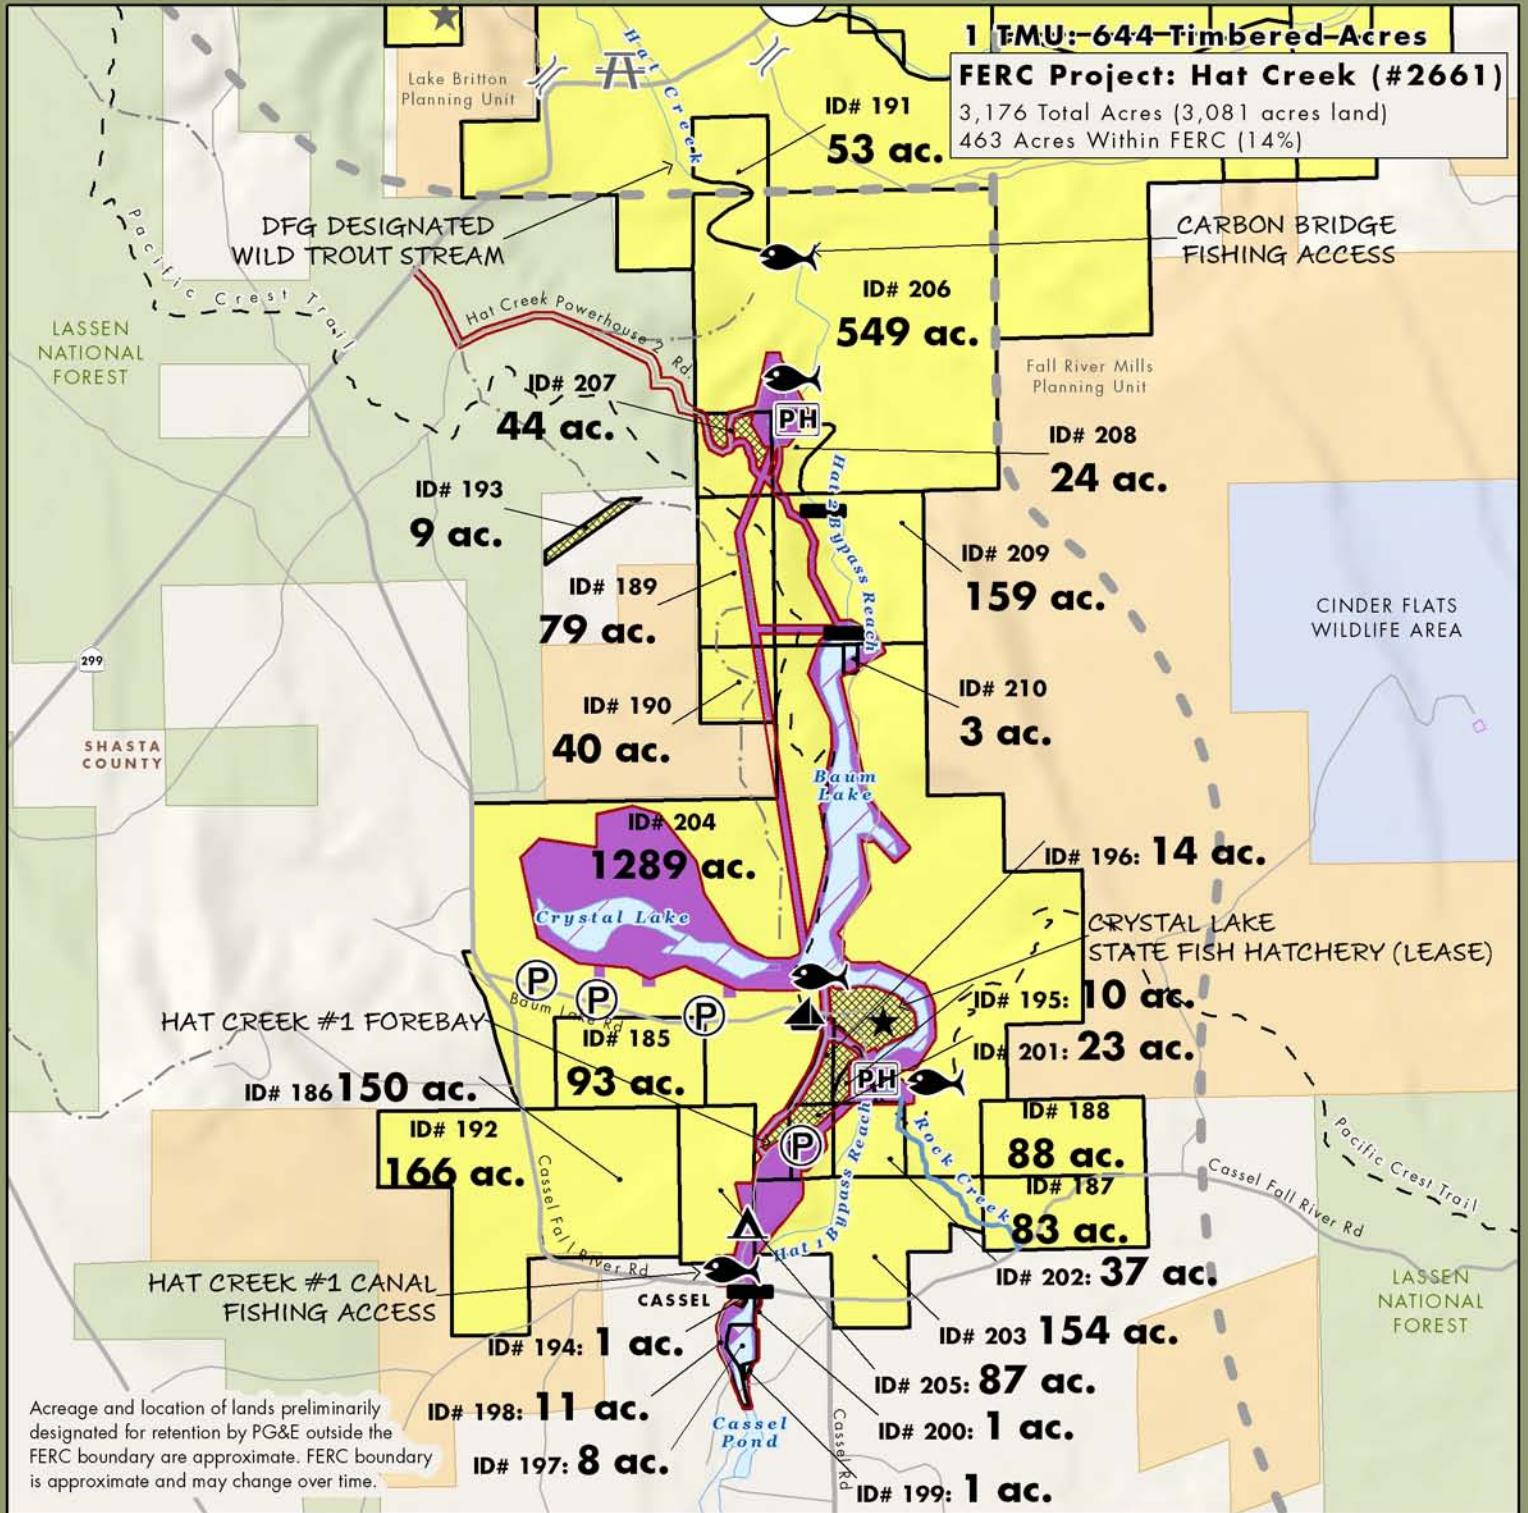 1 TMU: 644 Timbered Acres
FERC Project: Hat Creek (#2661)
3,176 Total Acres (3,081 acres land)
463 Acres Within FERC (14%)
Lake Britton
Planning Unit
Hat Creek
ID# 191
53 ac.
DFG DESIGNATED
WILD TROUT STREAM
CARBON BRIDGE
FISHING ACCESS
Pacific Crest Trail
ID# 206
549 ac.
Hat Creek Powerhouse 2 Rd.
LASSEN
NATIONAL
FOREST
Fall River Mills
Planning Unit
ID# 207
44 ac.
PH
ID# 208
24 ac.
ID# 193
9 ac.
Hat 2 Bypass Reach
ID# 209
159 ac.
ID# 189
79 ac.
CINDER FLATS
WILDLIFE AREA
299
ID# 190
40 ac.
ID# 210
3 ac.
SHASTA
COUNTY
Baum
Lake
ID# 204
1289 ac.
ID# 196: 14 ac.
Crystal Lake
CRYSTAL LAKE
STATE FISH HATCHERY (LEASE)
P
P
P
Baum Lake Rd
ID# 195: 10 ac.
HAT CREEK #1 FOREBAY
ID# 185
93 ac.
ID# 201: 23 ac.
PH
ID# 186 150 ac.
ID# 188
88 ac.
ID# 192
166 ac.
P
Rock Creek
Pacific Crest Trail
Cassel Fall River Rd
ID# 187
83 ac.
Cassel Fall River Rd
Hat 1 Bypass Reach
ID# 202: 37 ac.
HAT CREEK #1 CANAL
FISHING ACCESS
CASSEL
LASSEN
NATIONAL
FOREST
ID# 203 154 ac.
ID# 194: 1 ac.
ID# 205: 87 ac.
ID# 198: 11 ac.
ID# 200: 1 ac.
Cassel
Pond
Cassel Rd
ID# 197: 8 ac.
ID# 199: 1 ac.
Acreage and location of lands preliminarily
designated for retention by PG&E outside the
FERC boundary are approximate. FERC boundary
is approximate and may change over time.